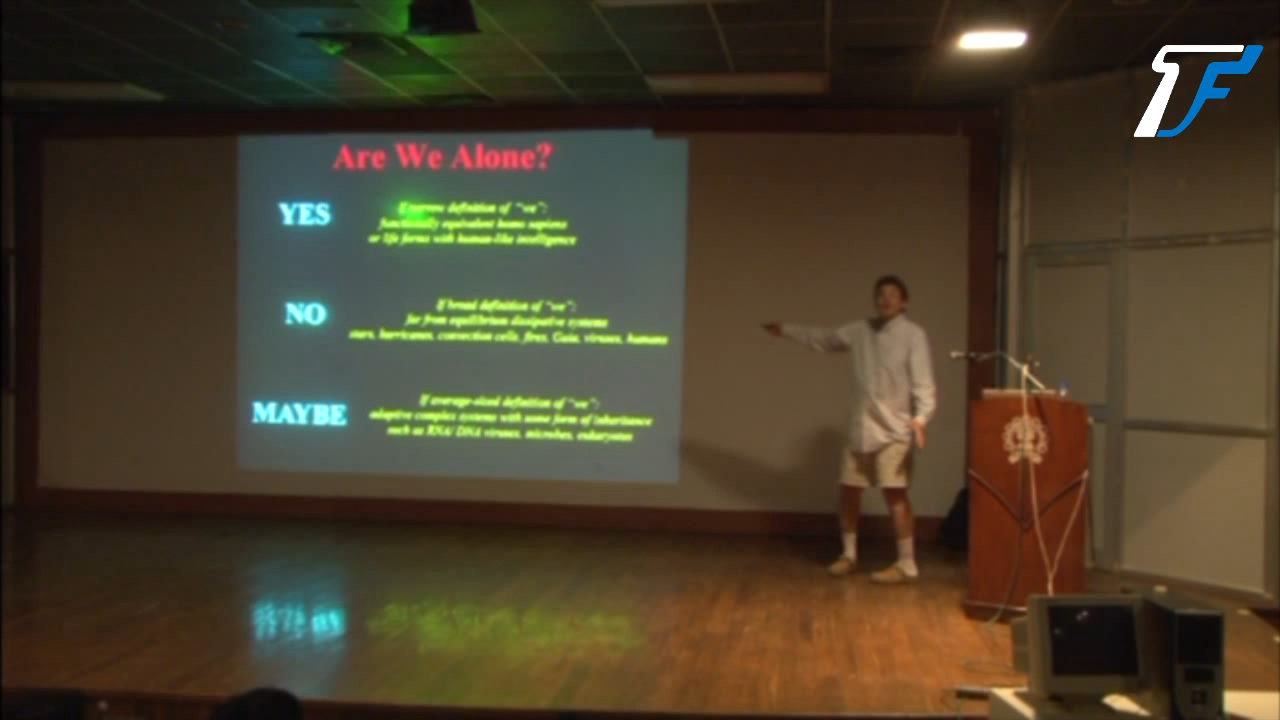 TF
Are We Alone?
YES
If narrow definition of "we":
functionally equivalent homo sapiens
or life forms with human-like intelligence
NO
If broad definition of "we":
far from equilibrium dissipative systems
stars, hurricanes, convection cells, fires, Gaia, viruses, humans
MAYBE
If average-sized definition of "we":
adaptive complex systems with some form of inheritance
such as RNA/ DNA viruses, microbes, eukaryotes